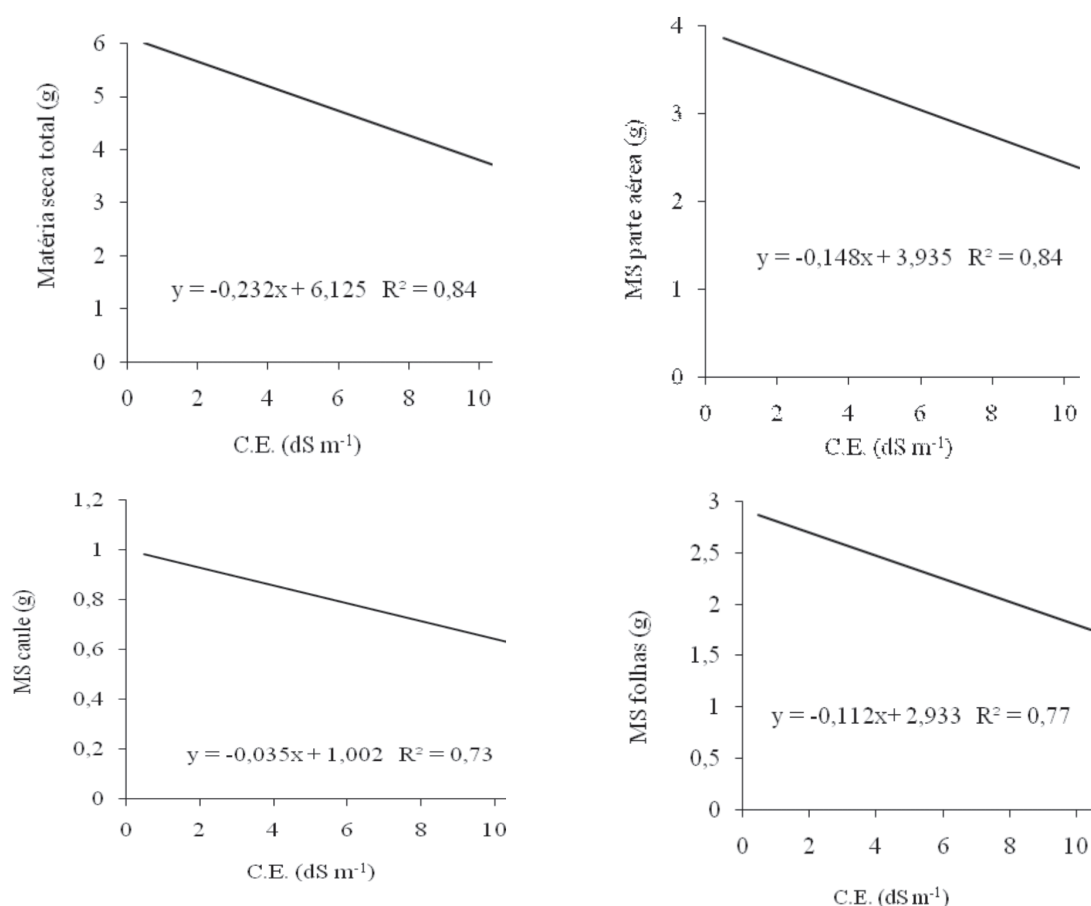 Matéria seca total (g)
6
5
4
3
2
1
0
y = -0,232x + 6,125 R² = 0,84
0 2 4 6 8 10
C.E. (dS m⁻¹)
MS parte aérea (g)
4
3
2
1
0
y = -0,148x + 3,935 R² = 0,84
0 2 4 6 8 10
C.E. (dS m⁻¹)
MS caule (g)
1,2
1
0,8
0,6
0,4
0,2
0
y = -0,035x + 1,002 R² = 0,73
0 2 4 6 8 10
C.E. (dS m⁻¹)
MS folhas (g)
3
2,5
2
1,5
1
0,5
0
y = -0,112x + 2,933 R² = 0,77
0 2 4 6 8 10
C.E. (dS m⁻¹)